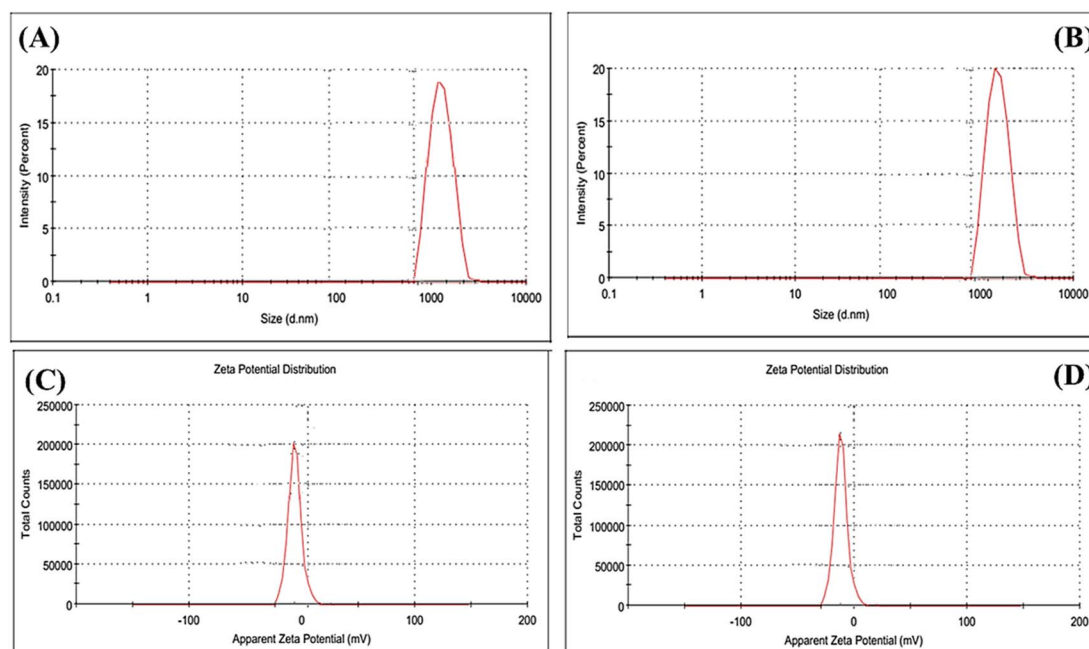 (A)
20
15
10
5
0
Intensity (Percent)
0.1 1 10 100 1000 10000
Size (d.nm)
(B)
20
15
10
5
0
Intensity (Percent)
0.1 1 10 100 1000 10000
Size (d.nm)
(C)
Zeta Potential Distribution
250000
200000
150000
100000
50000
0
Total Counts
-100 0 100 200
Apparent Zeta Potential (mV)
(D)
Zeta Potential Distribution
250000
200000
150000
100000
50000
0
Total Counts
-100 0 100 200
Apparent Zeta Potential (mV)